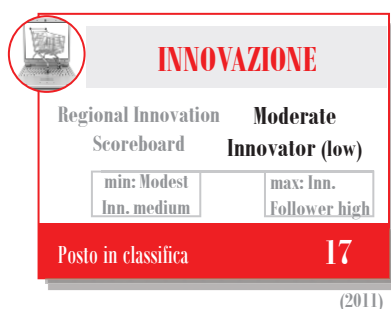 INNOVAZIONE
Regional Innovation Scoreboard
Moderate Innovator (low)
min: Modest Inn. medium
max: Inn. Follower high
Posto in classifica 17
(2011)